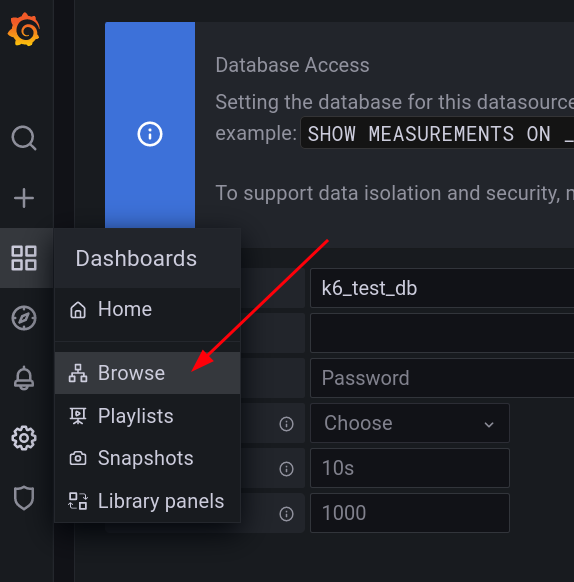 Database Access
Setting the database for this datasource
example: SHOW MEASUREMENTS ON _
To support data isolation and security,
Dashboards
Home
k6_test_db
Browse
Password
Playlists
Choose
Snapshots
10s
Library panels
1000